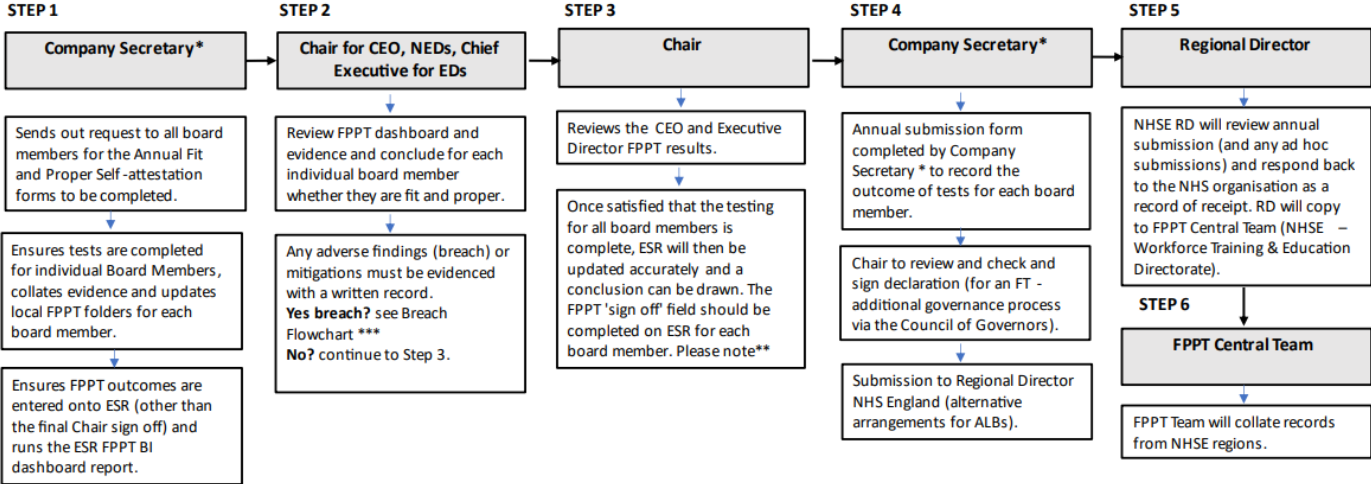 STEP 1
Company Secretary*
Sends out request to all board
members for the Annual Fit
and Proper Self -attestation
forms to be completed.
Ensures tests are completed
for individual Board Members,
collates evidence and updates
local FPPT folders for each
board member.
Ensures FPPT outcomes are
entered onto ESR (other than
the final Chair sign off) and
runs the ESR FPPT BI
dashboard report.
STEP 2
Chair for CEO, NEDs, Chief
Executive for EDs
Review FPPT dashboard and
evidence and conclude for each
individual board member
whether they are fit and proper.
Any adverse findings (breach) or
mitigations must be evidenced
with a written record.
Yes breach? see Breach
Flowchart ***
No? continue to Step 3.
STEP 3
Chair
Reviews the CEO and Executive
Director FPPT results.
Once satisfied that the testing
for all board members is
complete, ESR will then be
updated accurately and a
conclusion can be drawn. The
FPPT 'sign off' field should be
completed on ESR for each
board member. Please note**
STEP 4
Company Secretary*
Annual submission form
completed by Company
Secretary * to record the
outcome of tests for each board
member.
Chair to review and check and
sign declaration (for an FT -
additional governance process
via the Council of Governors).
Submission to Regional Director
NHS England (alternative
arrangements for ALBs).
STEP 5
Regional Director
NHSE RD will review annual
submission (and any ad hoc
submissions) and respond back
to the NHS organisation as a
record of receipt. RD will copy
to FPPT Central Team (NHSE –
Workforce Training & Education
Directorate).
STEP 6
FPPT Central Team
FPPT Team will collate records
from NHSE regions.